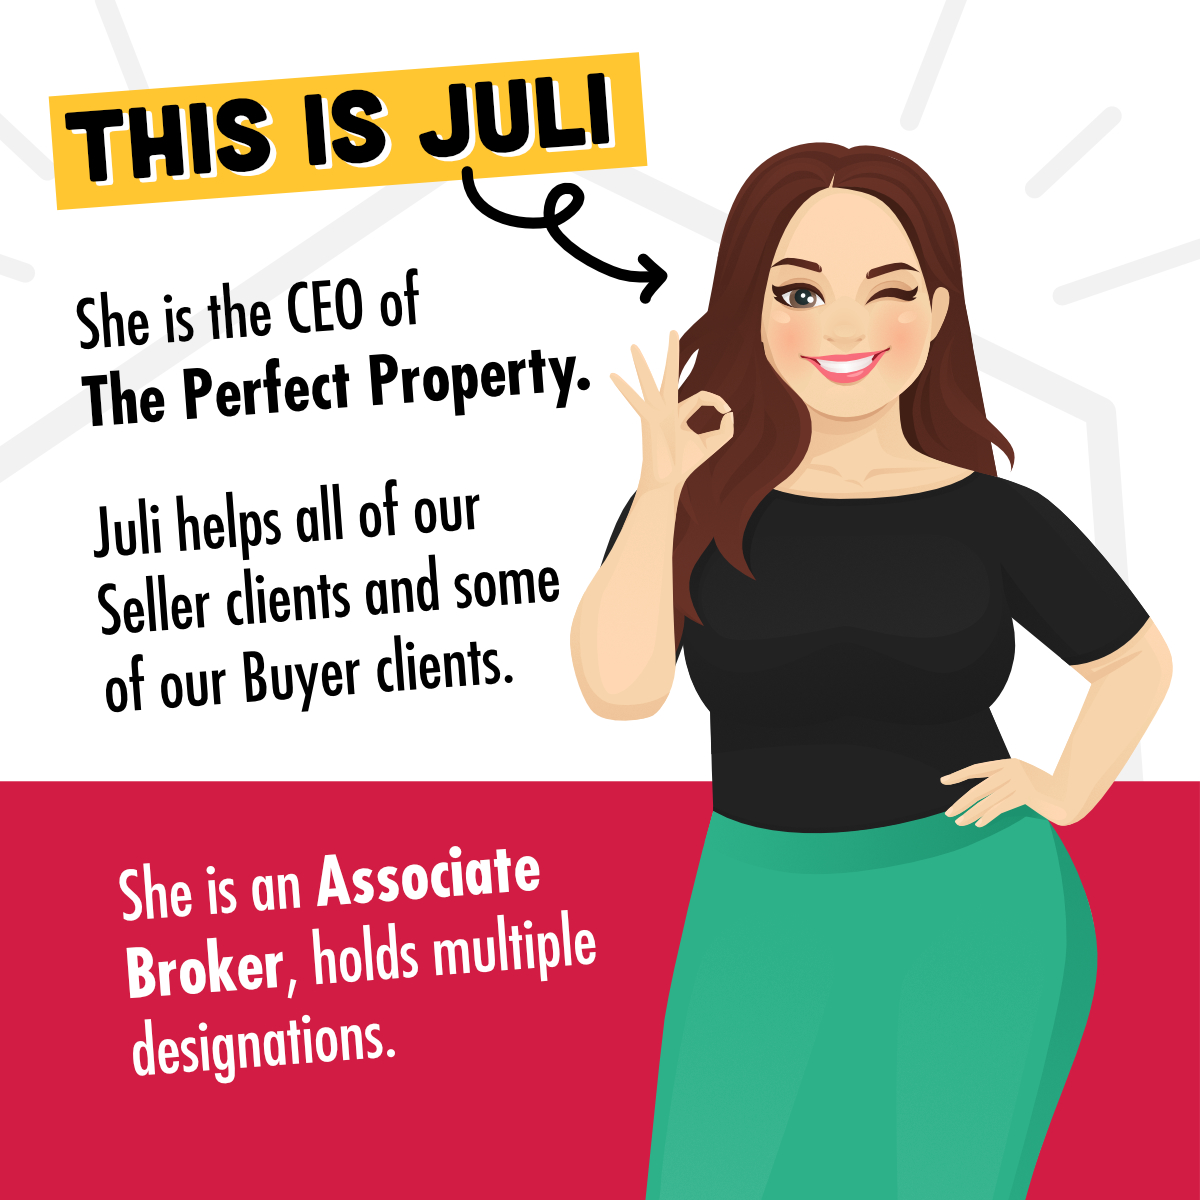 THIS IS JULI
She is the CEO of
The Perfect Property.
Juli helps all of our
Seller clients and some
of our Buyer clients.
She is an Associate
Broker, holds multiple
designations.